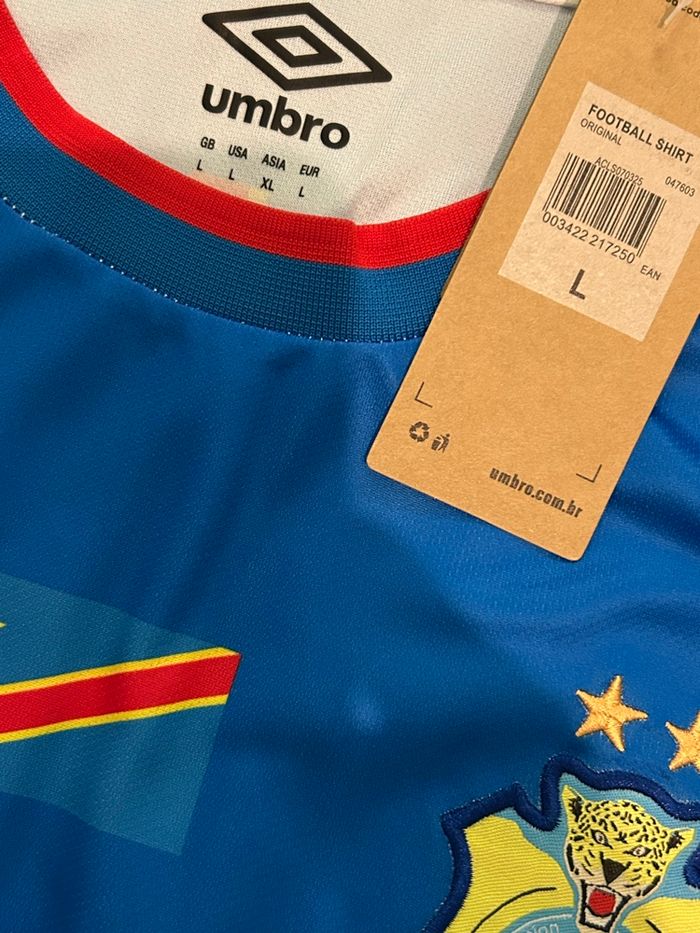 umbro
GB USA ASIA EUR
L L XL L
FOOTBALL SHIRT
ORIGINAL
ACLS070325
047603
003422 217250
EAN
L
umbro.com.br